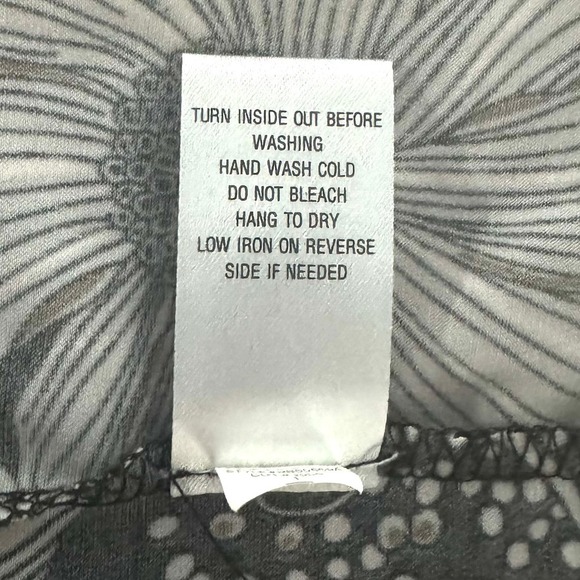 TURN INSIDE OUT BEFORE
WASHING
HAND WASH COLD
DO NOT BLEACH
HANG TO DRY
LOW IRON ON REVERSE
SIDE IF NEEDED